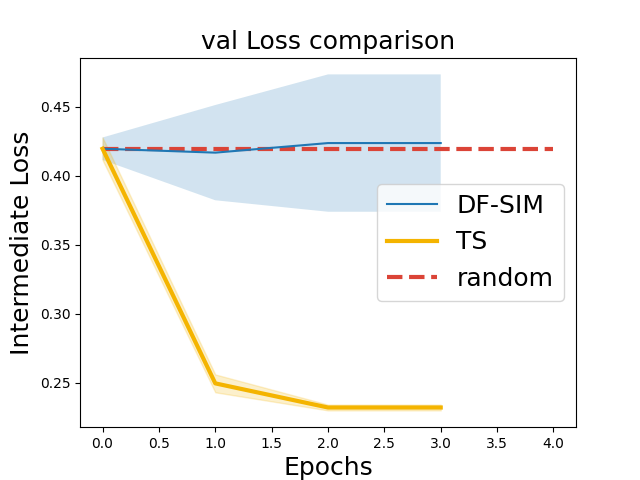 val Loss comparison
Intermediate Loss
0.45
0.40
0.35
0.30
0.25
DF-SIM
TS
random
0.0 0.5 1.0 1.5 2.0 2.5 3.0 3.5 4.0
Epochs